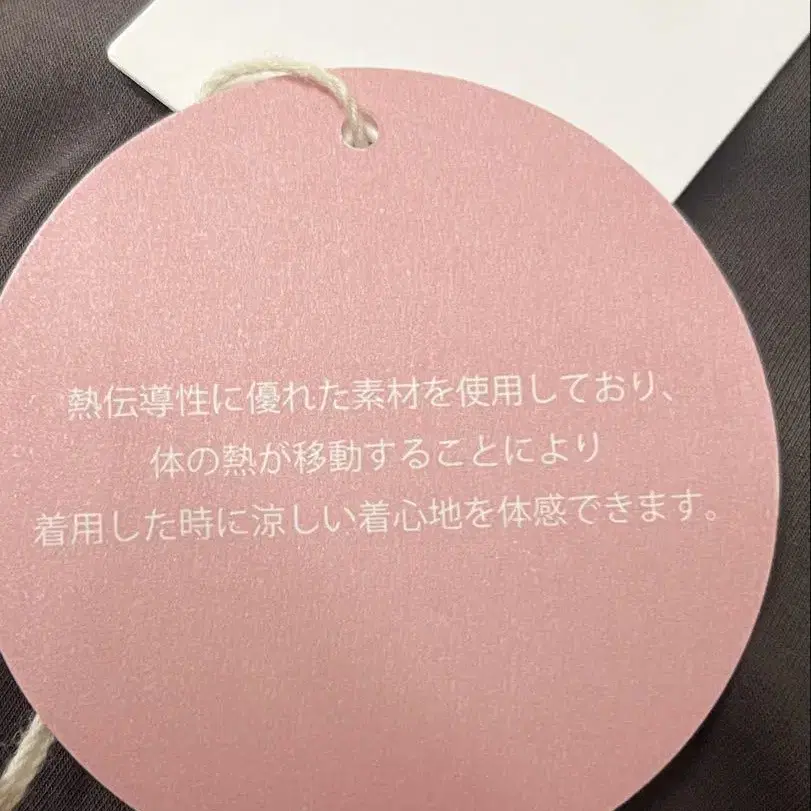 熱伝導性に優れた素材を使用しており、
体の熱が移動することにより
着用した時に涼しい着心地を体感できます。